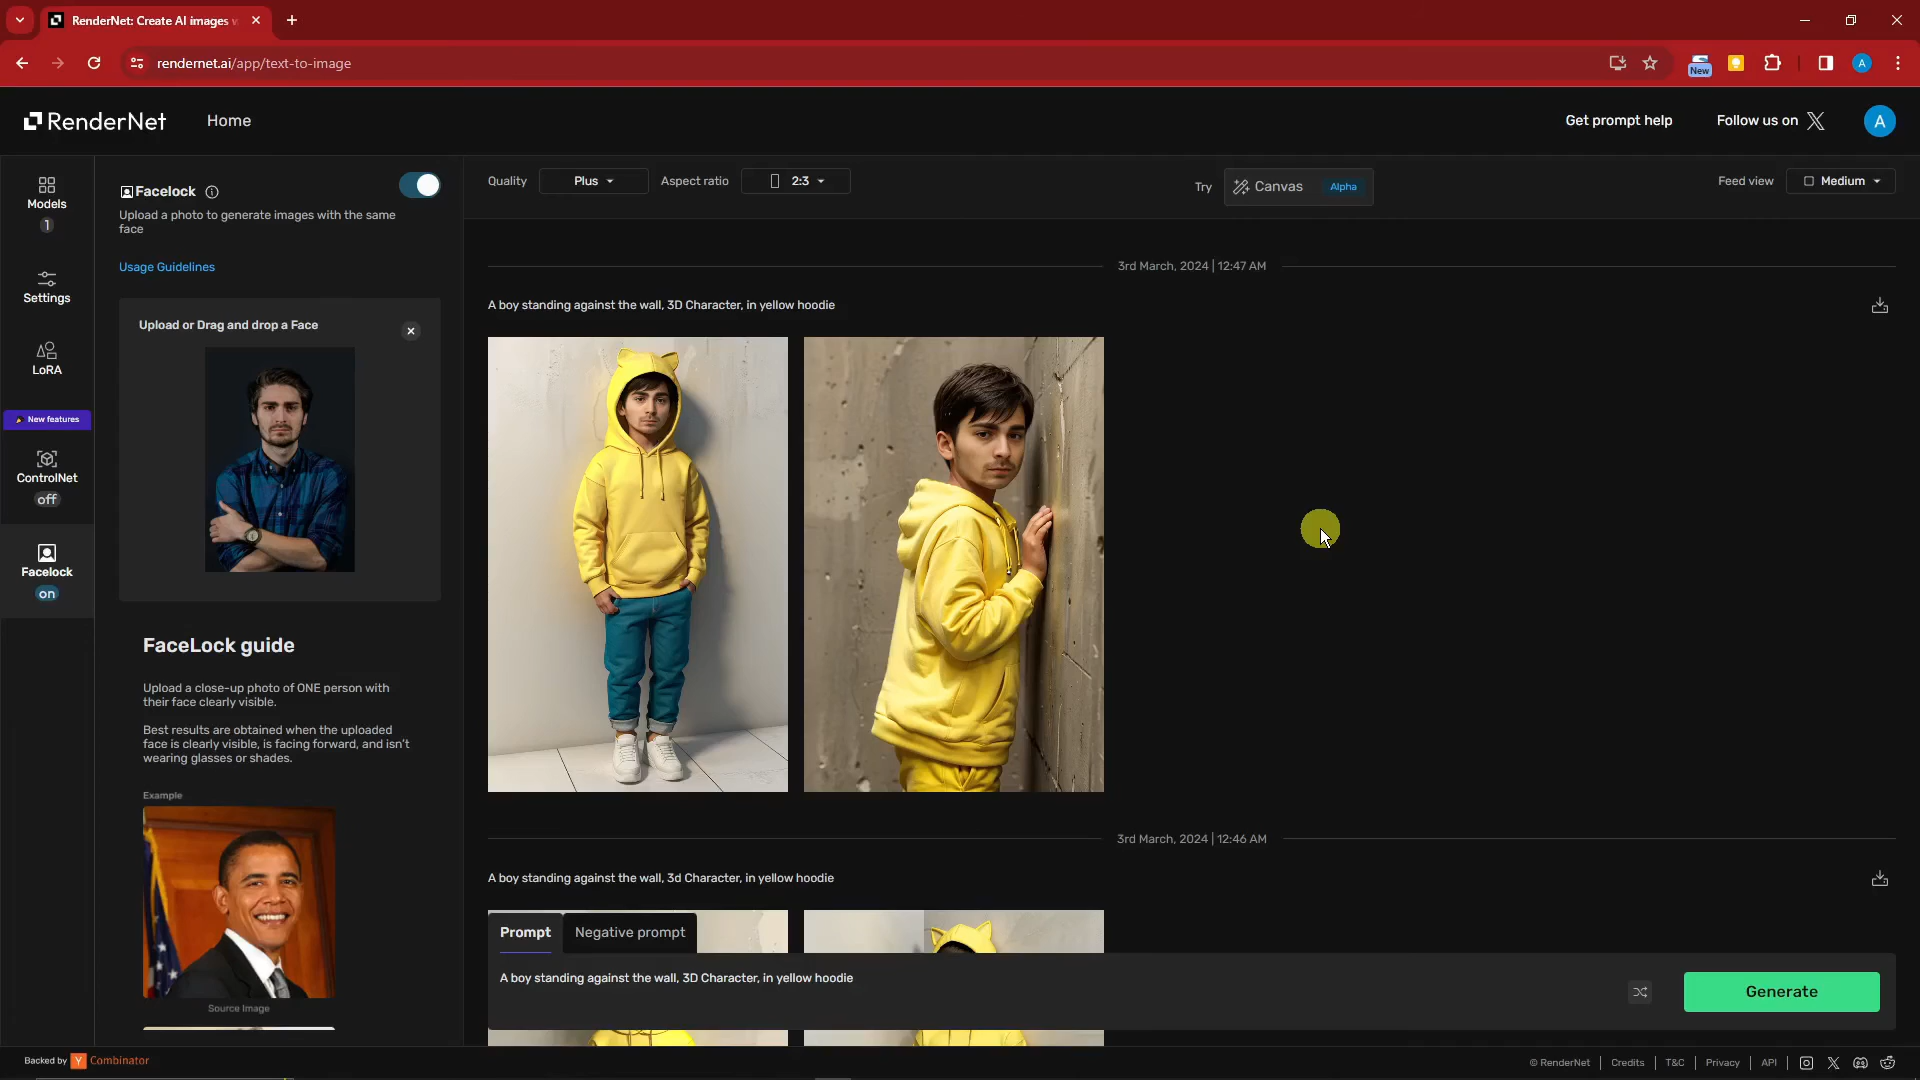 RenderNet: Create AI images w
rendernet.ai/app/text-to-image
New
A
RenderNet
Home
Get prompt help
Follow us on X
A
Models
1
Settings
LoRA
New features
ControlNet
off
Facelock
on
Facelock
Upload a photo to generate images with the same
face
Usage Guidelines
Upload or Drag and drop a Face
FaceLock guide
Upload a close-up photo of ONE person with
their face clearly visible.
Best results are obtained when the uploaded
face is clearly visible, is facing forward, and isn't
wearing glasses or shades.
Example
Source Image
Quality
Plus
Aspect ratio
2:3
Try
Canvas
Alpha
Feed view
Medium
3rd March, 2024 | 12:47 AM
A boy standing against the wall, 3D Character, in yellow hoodie
3rd March, 2024 | 12:46 AM
A boy standing against the wall, 3d Character, in yellow hoodie
Prompt
Negative prompt
A boy standing against the wall, 3D Character, in yellow hoodie
Generate
Backed by Y Combinator
© RenderNet
Credits
T&C
Privacy
API